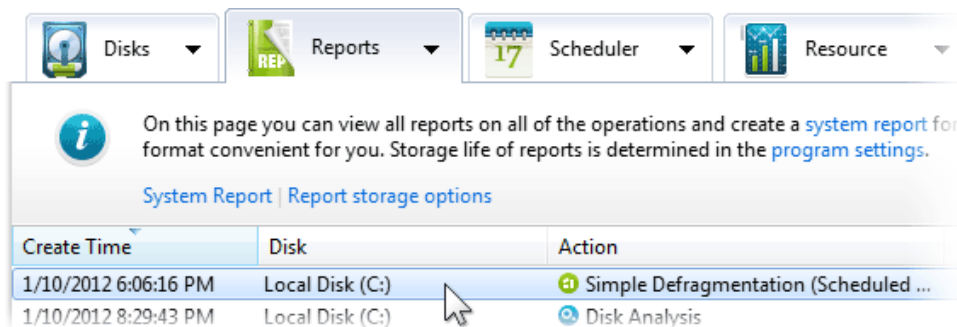 Disks
Reports
Scheduler
Resource
REP
17
On this page you can view all reports on all of the operations and create a system report for
format convenient for you. Storage life of reports is determined in the program settings.
System Report | Report storage options
Create Time Disk Action
1/10/2012 6:06:16 PM Local Disk (C:) Simple Defragmentation (Scheduled ...
1/10/2012 8:29:43 PM Local Disk (C:) Disk Analysis